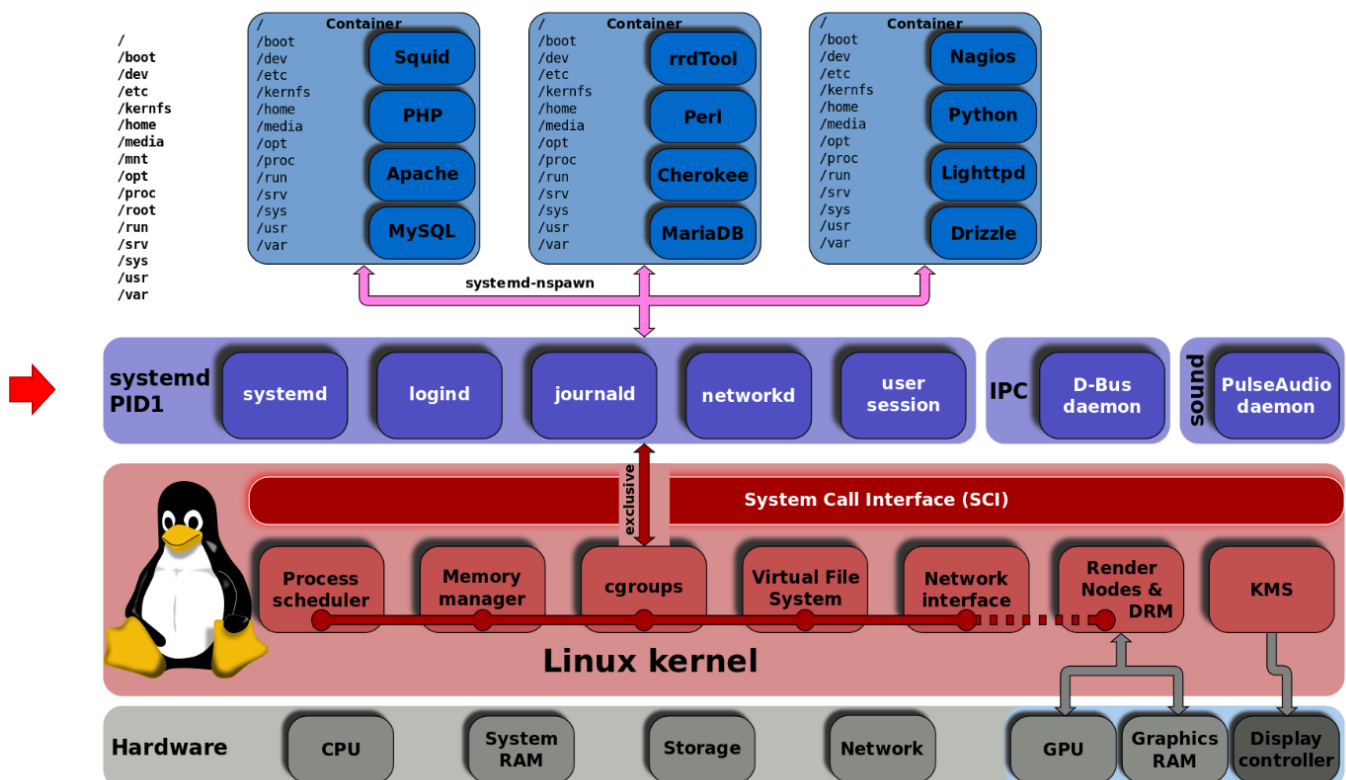 /
/boot
/dev
/etc
/kernfs
/home
/media
/mnt
/opt
/proc
/root
/run
/srv
/sys
/usr
/var
Container
/
/boot
/dev
/etc
/kernfs
/home
/media
/opt
/proc
/run
/srv
/sys
/usr
/var
Squid
PHP
Apache
MySQL
Container
/
/boot
/dev
/etc
/kernfs
/home
/media
/opt
/proc
/run
/srv
/sys
/usr
/var
rrdTool
Perl
Cherokee
MariaDB
Container
/
/boot
/dev
/etc
/kernfs
/home
/media
/opt
/proc
/run
/srv
/sys
/usr
/var
Nagios
Python
Lighttpd
Drizzle
systemd-nspawn
systemd
PID1
systemd
logind
journald
networkd
user
session
IPC
D-Bus
daemon
sound
PulseAudio
daemon
exclusive
System Call Interface (SCI)
Process
scheduler
Memory
manager
cgroups
Virtual File
System
Network
interface
Render
Nodes &
DRM
KMS
Linux kernel
Hardware
CPU
System
RAM
Storage
Network
GPU
Graphics
RAM
Display
controller